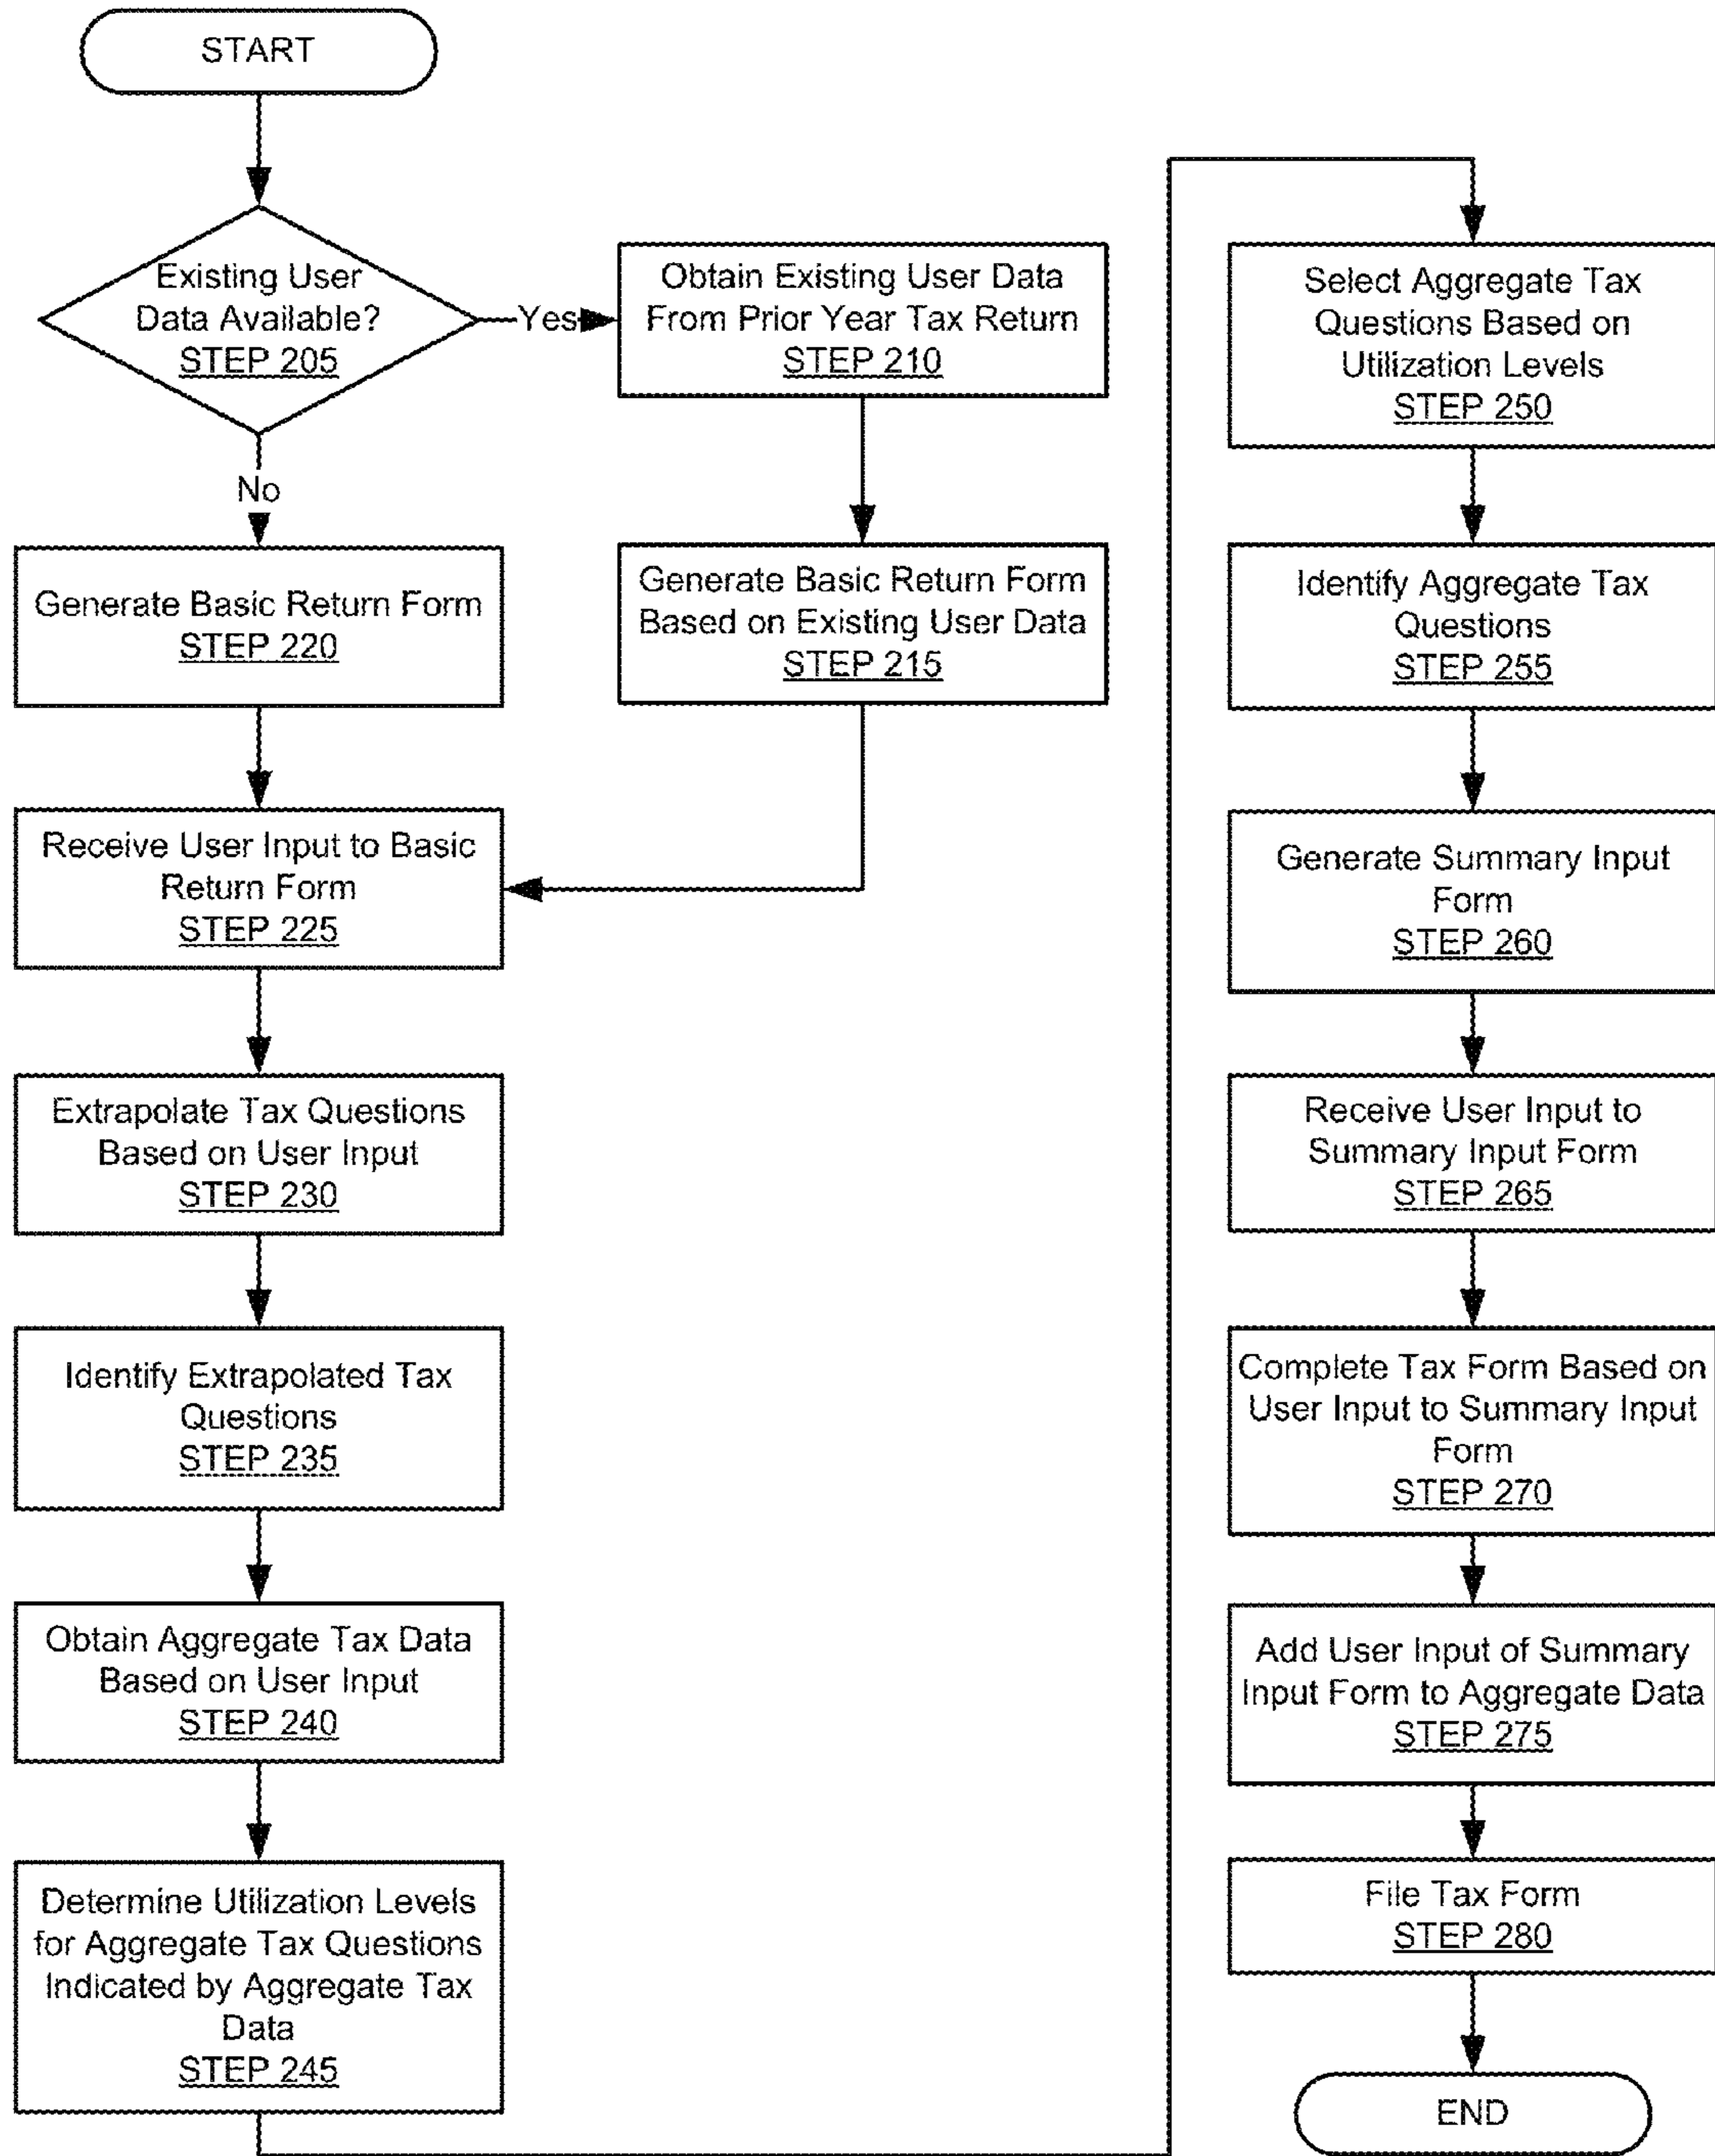 START
Existing User
Data Available?
STEP 205
Yes
No
Obtain Existing User Data
From Prior Year Tax Return
STEP 210
Generate Basic Return Form
Based on Existing User Data
STEP 215
Generate Basic Return Form
STEP 220
Receive User Input to Basic
Return Form
STEP 225
Extrapolate Tax Questions
Based on User Input
STEP 230
Identify Extrapolated Tax
Questions
STEP 235
Obtain Aggregate Tax Data
Based on User Input
STEP 240
Determine Utilization Levels
for Aggregate Tax Questions
Indicated by Aggregate Tax
Data
STEP 245
Select Aggregate Tax
Questions Based on
Utilization Levels
STEP 250
Identify Aggregate Tax
Questions
STEP 255
Generate Summary Input
Form
STEP 260
Receive User Input to
Summary Input Form
STEP 265
Complete Tax Form Based on
User Input to Summary Input
Form
STEP 270
Add User Input of Summary
Input Form to Aggregate Data
STEP 275
File Tax Form
STEP 280
END